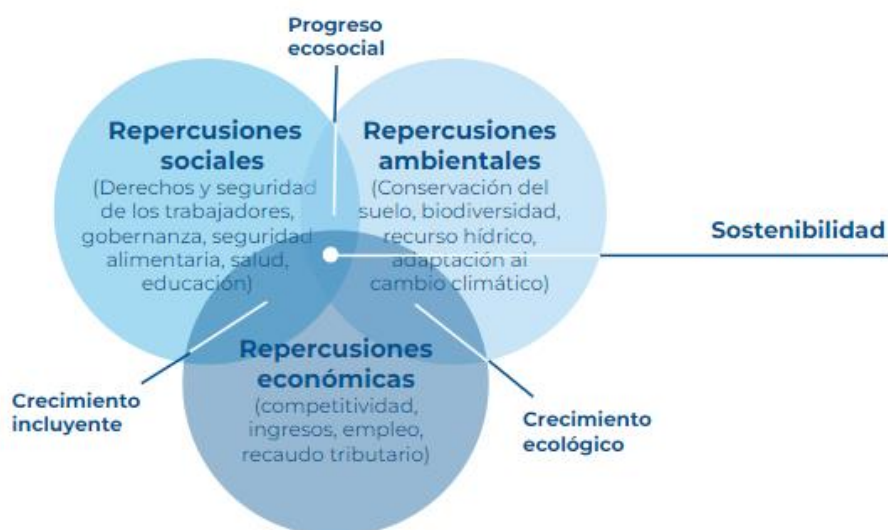 Progreso
ecosocial
Repercusiones
sociales
(Derechos y seguridad
de los trabajadores,
gobernanza, seguridad
alimentaria, salud,
educación)
Repercusiones
ambientales
(Conservación del
suelo, biodiversidad,
recurso hídrico,
adaptación al
cambio climático)
Sostenibilidad
Repercusiones
económicas
(competitividad,
ingresos, empleo,
recaudo tributario)
Crecimiento
incluyente
Crecimiento
ecológico